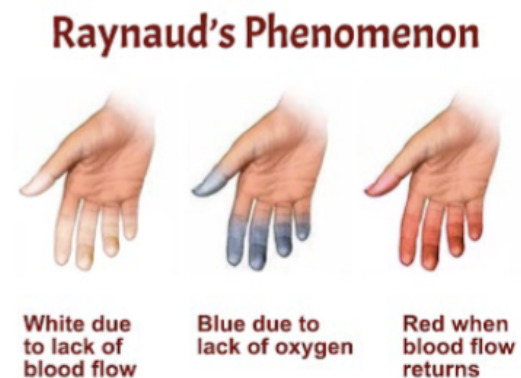 Raynaud's Phenomenon
White due
to lack of
blood flow
Blue due to
lack of oxygen
Red when
blood flow
returns